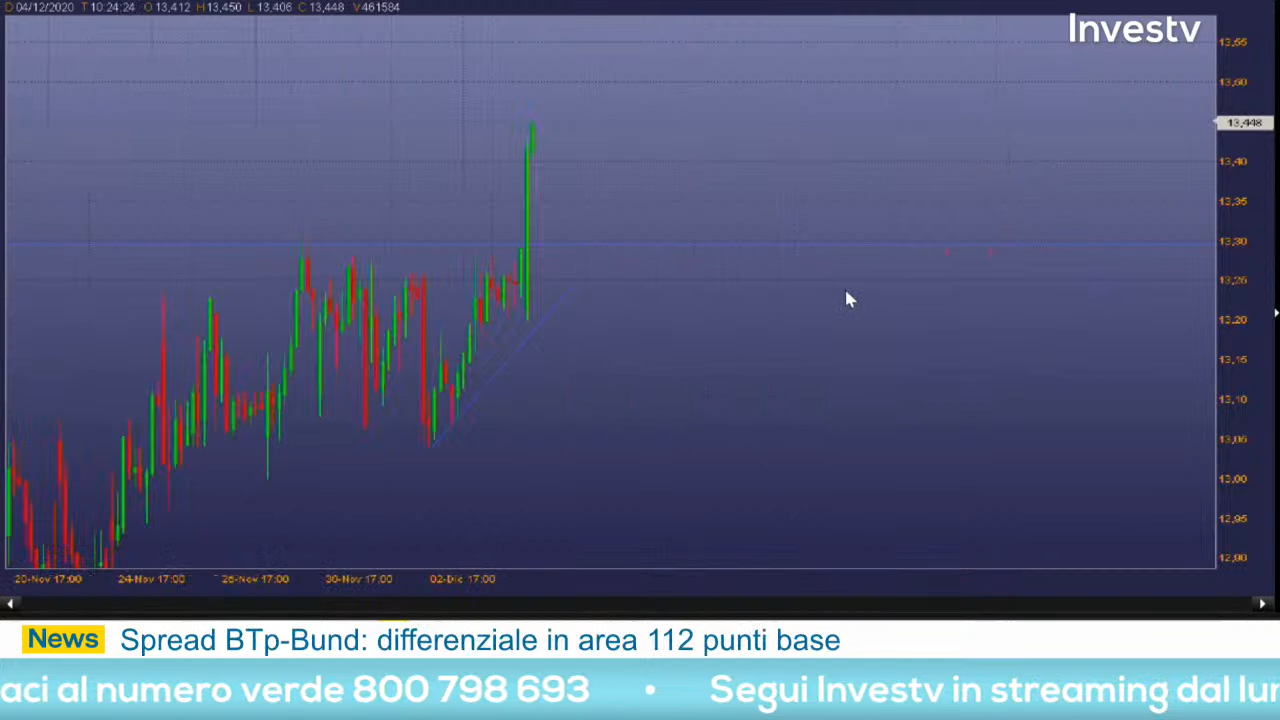 D 04/12/2020 T 10:24:24 O 13,412 H 13,450 L 13,406 C 13,448 V 461584
Investv
13,55
13,60
13,448
13,40
13,35
13,30
13,25
13,20
13,15
13,10
13,05
13,00
12,95
12,90
20-Nov 17:00 24-Nov 17:00 26-Nov 17:00 30-Nov 17:00 02-Dic 17:00
News Spread BTp-Bund: differenziale in area 112 punti base
aci al numero verde 800 798 693 • Segui Investv in streaming dal lun